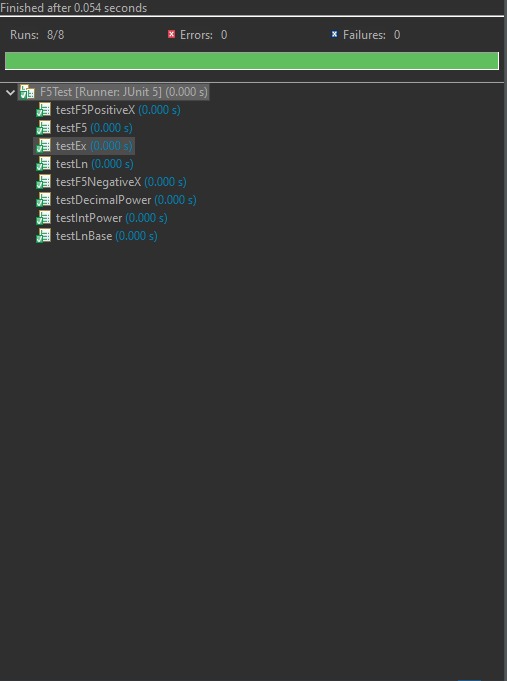 Finished after 0.054 seconds
Runs: 8/8 Errors: 0 Failures: 0
F5Test [Runner: JUnit 5] (0.000 s)
testF5PositiveX (0.000 s)
testF5 (0.000 s)
testEx (0.000 s)
testLn (0.000 s)
testF5NegativeX (0.000 s)
testDecimalPower (0.000 s)
testIntPower (0.000 s)
testLnBase (0.000 s)